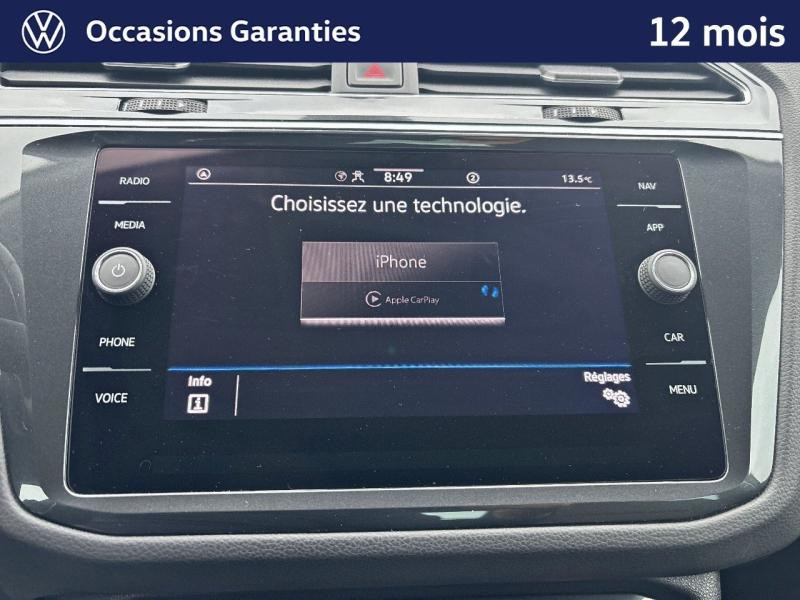 Occasions Garanties
12 mois
RADIO
MEDIA
PHONE
VOICE
8:49
2
13.5°C
Choisissez une technologie.
iPhone
Apple CarPlay
Info
Réglages
NAV
APP
CAR
MENU